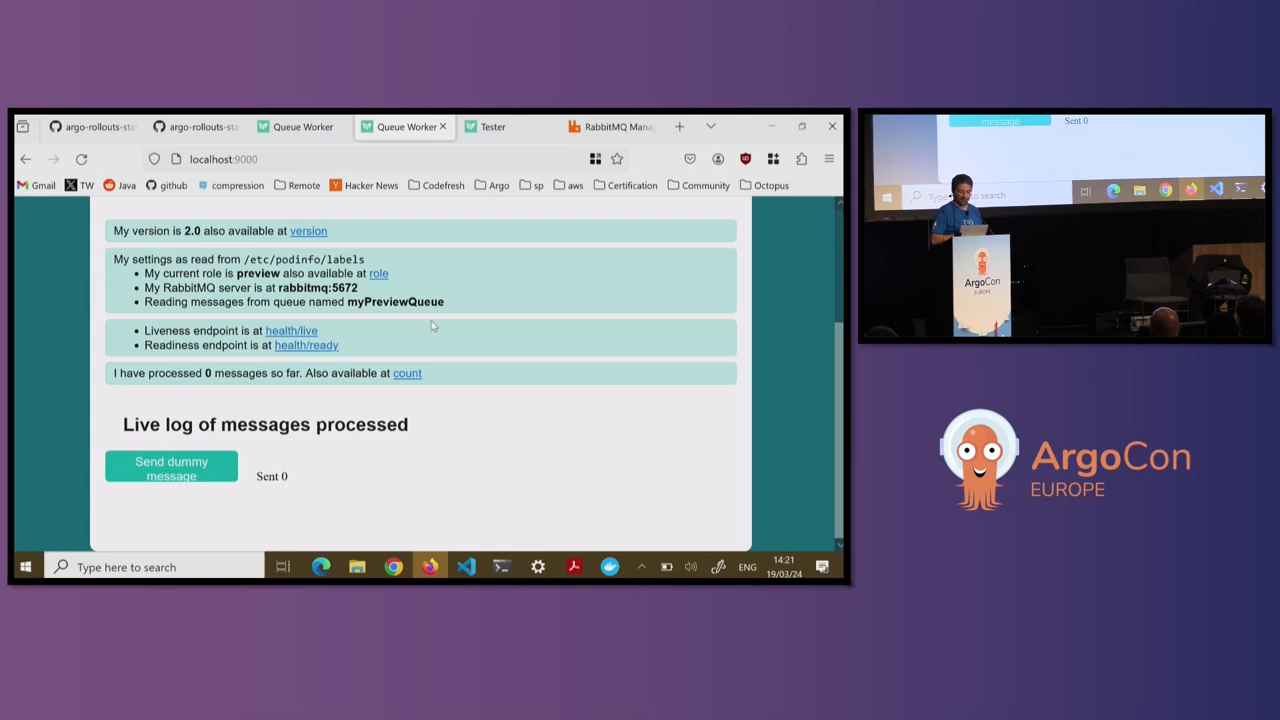 argo-rollouts-sta
argo-rollouts-sta
Queue Worker
Queue Worker
Tester
RabbitMQ Mana
localhost:9000
Gmail
TW
Java
github
compression
Remote
Hacker News
Codefresh
Argo
sp
aws
Certification
Community
Octopus
My version is 2.0 also available at version
My settings as read from /etc/podinfo/labels
My current role is preview also available at role
My RabbitMQ server is at rabbitmq:5672
Reading messages from queue named myPreviewQueue
Liveness endpoint is at health/live
Readiness endpoint is at health/ready
I have processed 0 messages so far. Also available at count
Live log of messages processed
Send dummy
message
Sent 0
Type here to search
ENG
14:21
19/03/24
message
Sent 0
search
ArgoCon
EUROPE
ArgoCon
EUROPE